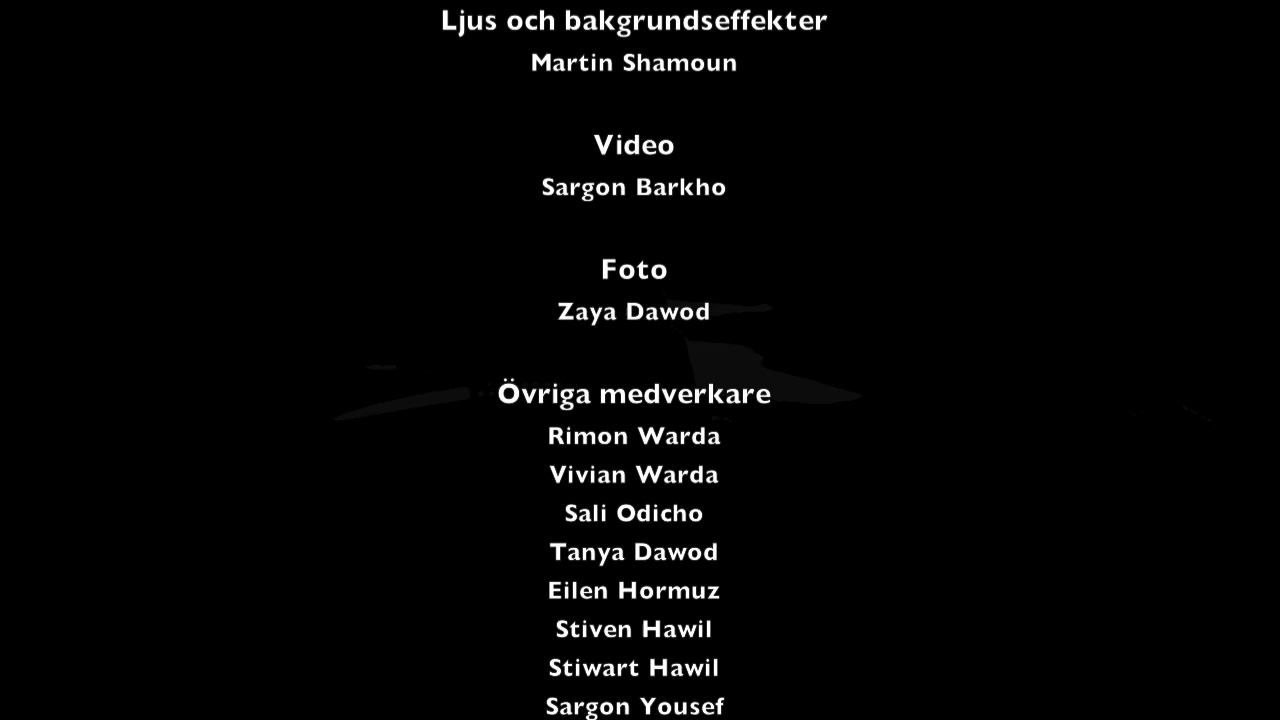 Ljus och bakgrundseffekter
Martin Shamoun
Video
Sargon Barkho
Foto
Zaya Dawod
Övriga medverkare
Rimon Warda
Vivian Warda
Sali Odicho
Tanya Dawod
Eilen Hormuz
Stiven Hawil
Stiwart Hawil
Sargon Yousef